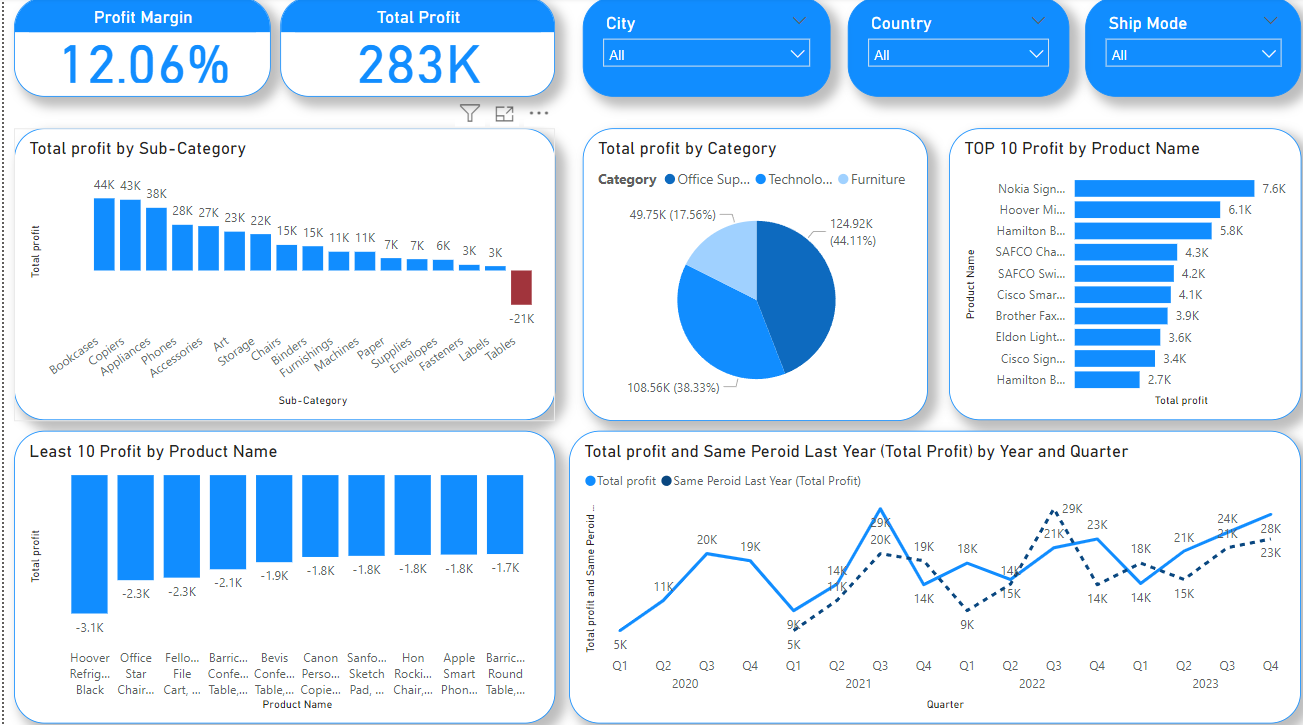 Profit Margin
12.06%
Total Profit
283K
City
All
Country
All
Ship Mode
All
Total profit by Sub-Category
Total profit
44K
43K
38K
28K
27K
23K
22K
15K
15K
11K
11K
7K
7K
6K
3K
3K
-21K
Bookcases
Copiers
Appliances
Phones
Accessories
Art
Storage
Chairs
Binders
Furnishings
Machines
Paper
Supplies
Envelopes
Fasteners
Labels
Tables
Sub-Category
Total profit by Category
Category Office Sup... Technolo... Furniture
49.75K (17.56%)
124.92K
(44.11%)
108.56K (38.33%)
TOP 10 Profit by Product Name
Product Name
Nokia Sign... 7.6K
Hoover Mi... 6.1K
Hamilton B... 5.8K
SAFCO Cha... 4.3K
SAFCO Swi... 4.2K
Cisco Smar... 4.1K
Brother Fax... 3.9K
Eldon Light... 3.6K
Cisco Sign... 3.4K
Hamilton B... 2.7K
Total profit
Least 10 Profit by Product Name
Total profit
-3.1K
-2.3K
-2.3K
-2.1K
-1.9K
-1.8K
-1.8K
-1.8K
-1.8K
-1.7K
Hoover
Refrig...
Black
Office
Star
Chair...
Fello...
File
Cart, ...
Barric...
Confe...
Table,...
Bevis
Confe...
Table,...
Canon
Perso...
Copie...
Sanfo...
Sketch
Pad, ...
Hon
Rocki...
Chair,...
Apple
Smart
Phon...
Barric...
Round
Table,...
Product Name
Total profit and Same Peroid Last Year (Total Profit) by Year and Quarter
Total profit Same Peroid Last Year (Total Profit)
Total profit and Same Peroid ...
5K
11K
20K
19K
9K
5K
14K
11K
29K
20K
19K
14K
18K
9K
14K
15K
29K
21K
23K
14K
18K
14K
21K
15K
24K
21K
28K
23K
Q1 Q2 Q3 Q4 Q1 Q2 Q3 Q4 Q1 Q2 Q3 Q4 Q1 Q2 Q3 Q4
2020 2021 2022 2023
Quarter